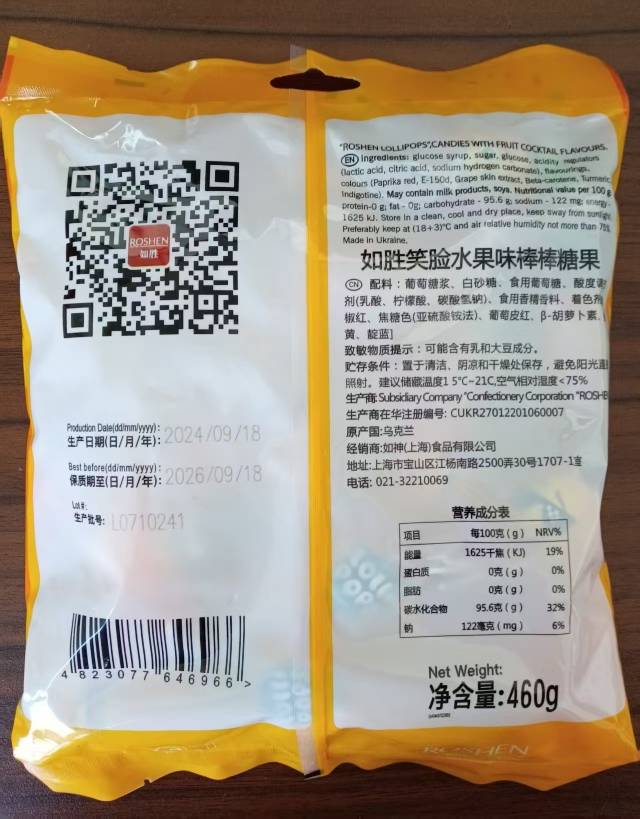 ROSHEN
如胜
Production Date(dd/mm/yyyy):
生产日期(日/月/年): 2024/09/18
Best before(dd/mm/yyyy):
保质期至(日/月/年): 2026/09/18
Lot #:
生产批号: L0710241
4 823077 646966 >
"ROSHEN LOLLIPOPS",CANDIES WITH FRUIT COCKTAIL FLAVOURS.
EN Ingredients: glucose syrup, sugar, glucose, acidity regulators
(lactic acid, citric acid, sodium hydrogen carbonate), flavourings,
colours (Paprika red, E-150d, Grape skin extract, Beta-carotene, Turmeric,
Indigotine). May contain milk products, soya. Nutritional value per 100 g
protein-0 g; fat - 0g; carbohydrate - 95.6 g; sodium - 122 mg; energy -
1625 kJ. Store in a clean, cool and dry place, keep away from sunlight.
Preferably keep at (18+3)°C and air relative humidity not more than 75%
Made in Ukraine.
如胜笑脸水果味棒棒糖果
CN 配料：葡萄糖浆、白砂糖、食用葡萄糖、酸度调
剂(乳酸、柠檬酸、碳酸氢钠)、食用香精香料、着色剂
椒红、焦糖色(亚硫酸铵法)、葡萄皮红、β-胡萝卜素、
黄、靛蓝]
致敏物质提示：可能含有乳和大豆成分。
贮存条件：置于清洁、阴凉和干燥处保存，避免阳光直
照射。建议储藏温度1 5°C~21C,空气相对湿度<75%
生产商: Subsidiary Company "Confectionery Corporation "ROSHE
生产商在华注册编号: CUKR27012201060007
原产国:乌克兰
经销商:如神(上海)食品有限公司
地址:上海市宝山区江杨南路2500弄30号1707-1室
电话: 021-32210069
营养成分表
项目 每100克 ( g ) NRV%
能量 1625千焦 ( KJ) 19%
蛋白质 0克 ( g ) 0%
脂肪 0克 ( g ) 0%
碳水化合物 95.6克 ( g ) 32%
钠 122毫克 ( mg ) 6%
Net Weight:
净含量:460g
ROSHEN